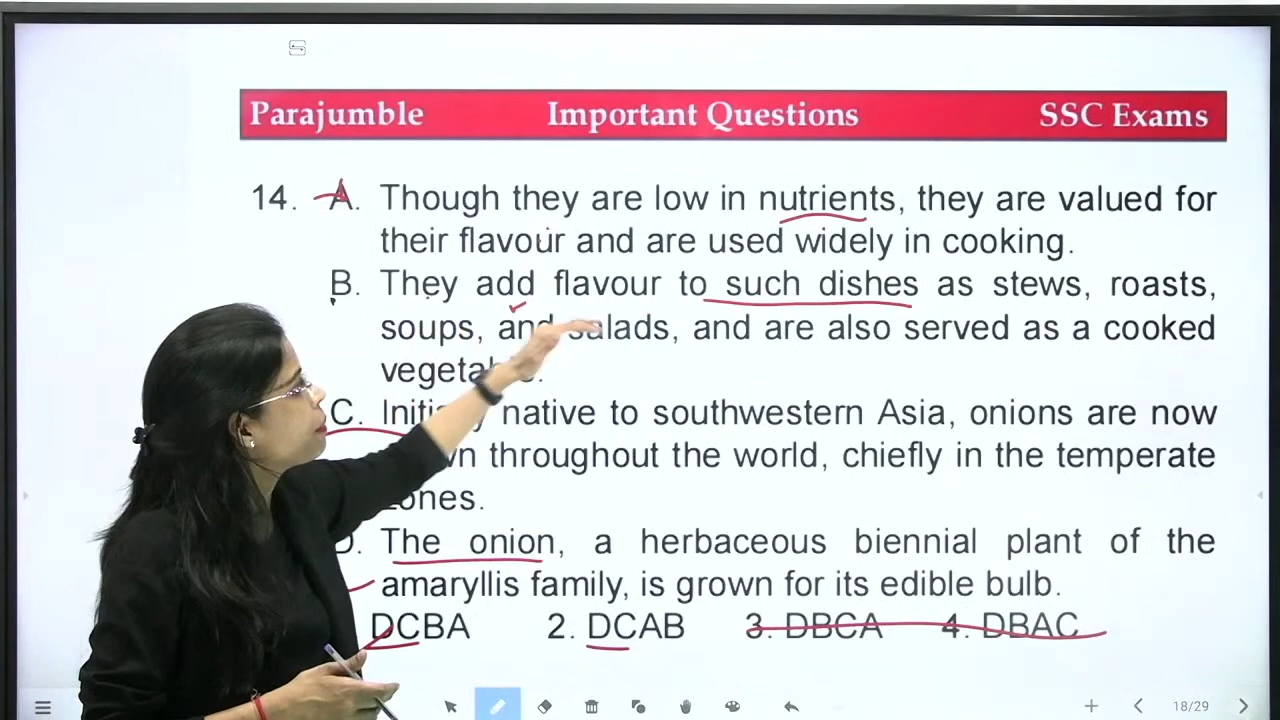 Parajumble Important Questions SSC Exams
14. A. Though they are low in nutrients, they are valued for
their flavour and are used widely in cooking.
B. They add flavour to such dishes as stews, roasts,
soups, and salads, and are also served as a cooked
C. native to southwestern Asia, onions are now
throughout the world, chiefly in the temperate
zones.
D. The onion, a herbaceous biennial plant of the
amaryllis family, is grown for its edible bulb.
DCBA 2. DCAB 3. DBCA 4. DBAC
18/29